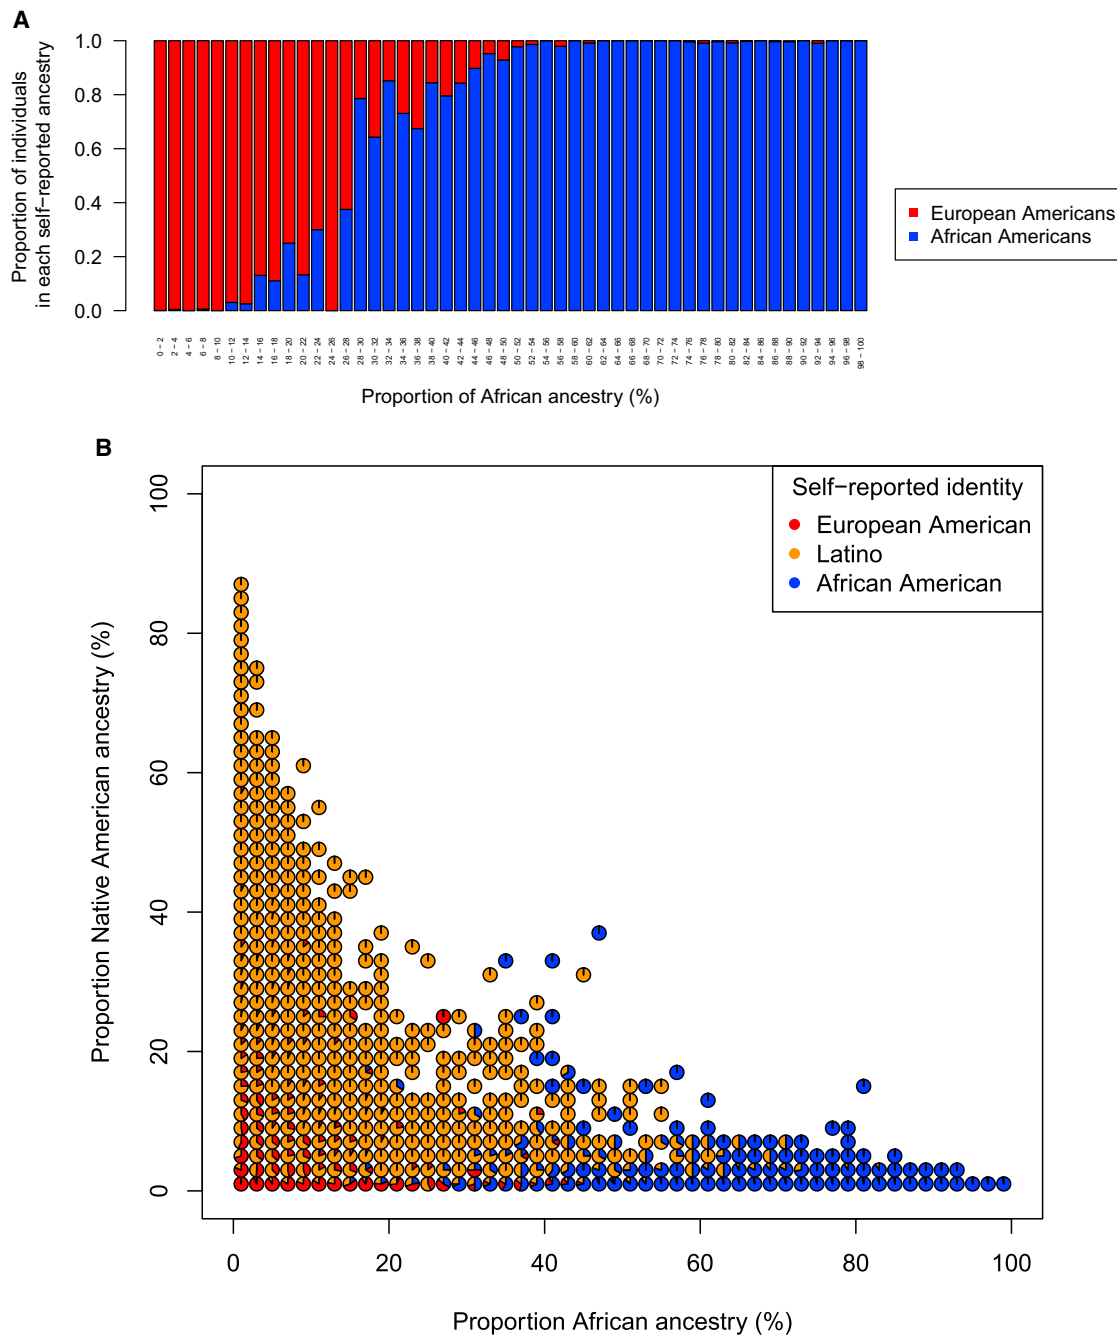 A
Proportion of individuals
in each self−reported ancestry
1.0
0.8
0.6
0.4
0.2
0.0
0 − 2
2 − 4
4 − 6
6 − 8
8 − 10
10 − 12
12 − 14
14 − 16
16 − 18
18 − 20
20 − 22
22 − 24
24 − 26
26 − 28
28 − 30
30 − 32
32 − 34
34 − 36
36 − 38
38 − 40
40 − 42
42 − 44
44 − 46
46 − 48
48 − 50
50 − 52
52 − 54
54 − 56
56 − 58
58 − 60
60 − 62
62 − 64
64 − 66
66 − 68
68 − 70
70 − 72
72 − 74
74 − 76
76 − 78
78 − 80
80 − 82
82 − 84
84 − 86
86 − 88
88 − 90
90 − 92
92 − 94
94 − 96
96 − 98
98 − 100
Proportion of African ancestry (%)
European Americans
African Americans
B
Proportion Native American ancestry (%)
100
80
60
40
20
0
Self−reported identity
European American
Latino
African American
0 20 40 60 80 100
Proportion African ancestry (%)